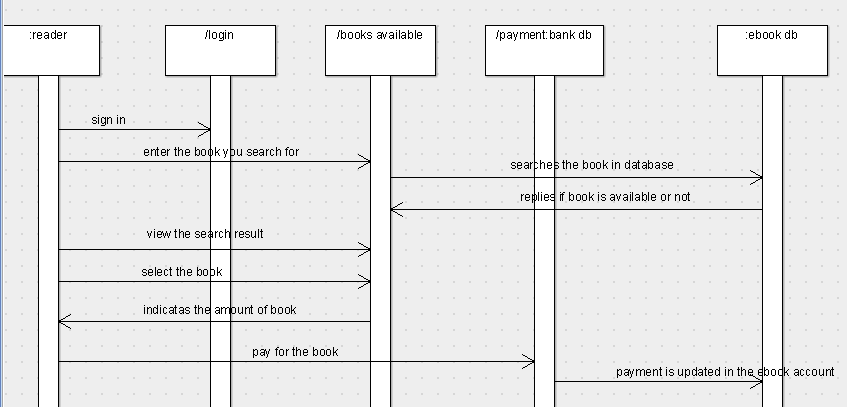 :reader
/login
/books available
/payment:bank db
:ebook db
sign in
enter the book you search for
searches the book in database
replies if book is available or not
view the search result
select the book
indicatas the amount of book
pay for the book
payment is updated in the ebook account